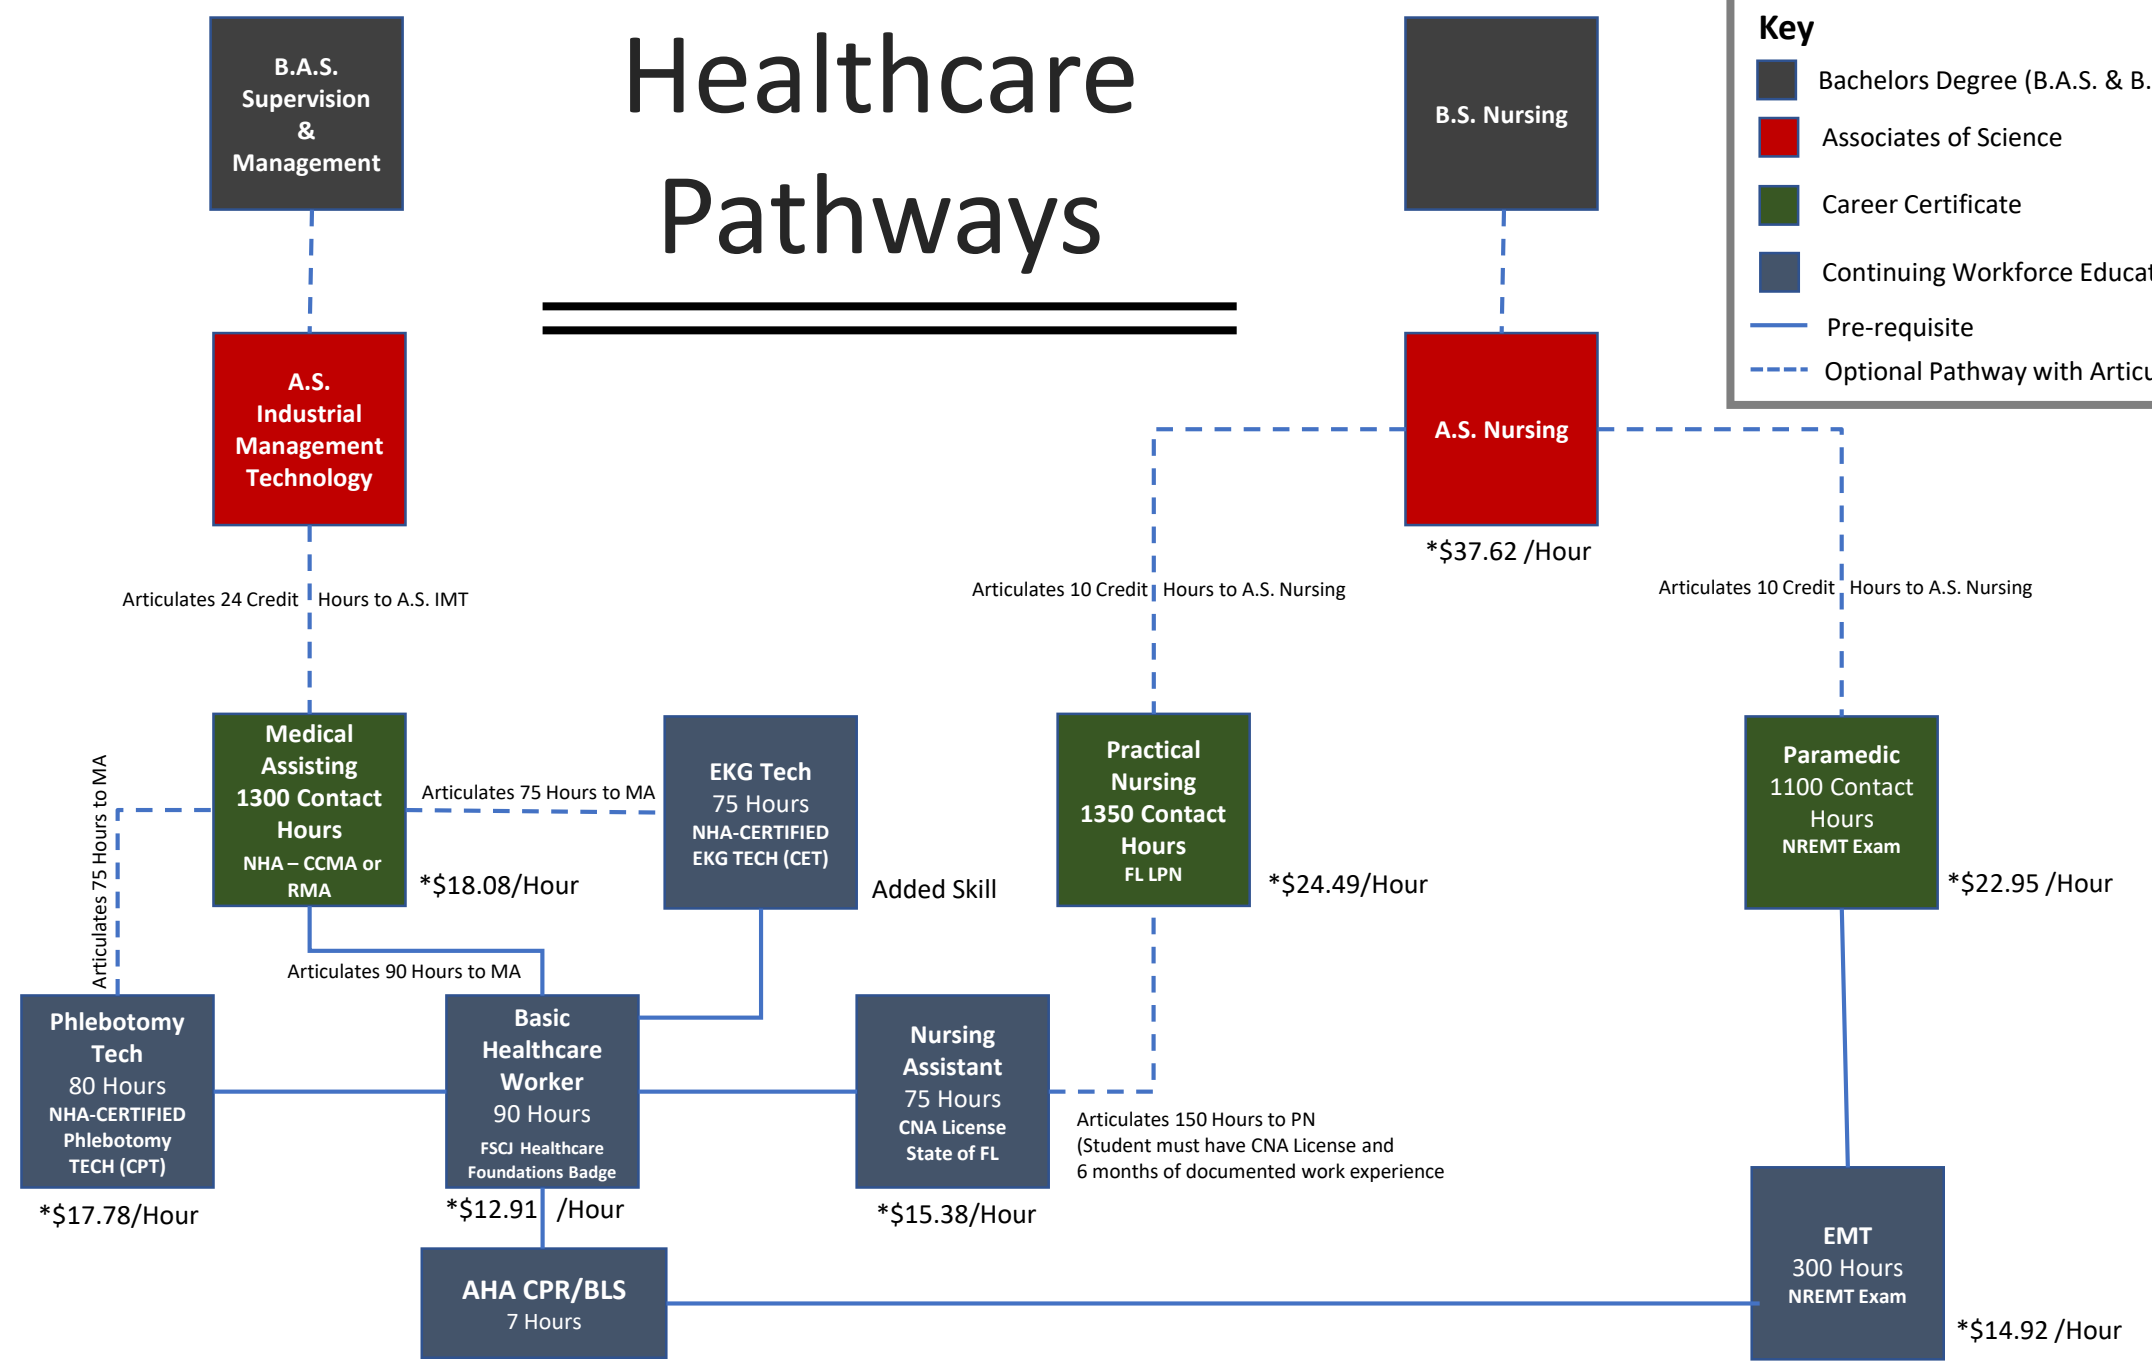 Healthcare
Pathways
Key
Bachelors Degree (B.A.S. & B.
Associates of Science
Career Certificate
Continuing Workforce Educat
Pre-requisite
Optional Pathway with Articu
B.A.S.
Supervision
&
Management
B.S. Nursing
A.S.
Industrial
Management
Technology
A.S. Nursing
*$37.62 /Hour
Articulates 24 Credit Hours to A.S. IMT
Articulates 10 Credit Hours to A.S. Nursing
Articulates 10 Credit Hours to A.S. Nursing
Medical
Assisting
1300 Contact
Hours
NHA – CCMA or
RMA
*$18.08/Hour
Articulates 75 Hours to MA
Articulates 75 Hours to MA
EKG Tech
75 Hours
NHA-CERTIFIED
EKG TECH (CET)
Added Skill
Practical
Nursing
1350 Contact
Hours
FL LPN
*$24.49/Hour
Paramedic
1100 Contact
Hours
NREMT Exam
*$22.95 /Hour
Articulates 90 Hours to MA
Phlebotomy
Tech
80 Hours
NHA-CERTIFIED
Phlebotomy
TECH (CPT)
*$17.78/Hour
Basic
Healthcare
Worker
90 Hours
FSCJ Healthcare
Foundations Badge
*$12.91 /Hour
Nursing
Assistant
75 Hours
CNA License
State of FL
*$15.38/Hour
Articulates 150 Hours to PN
(Student must have CNA License and
6 months of documented work experience
AHA CPR/BLS
7 Hours
EMT
300 Hours
NREMT Exam
*$14.92 /Hour